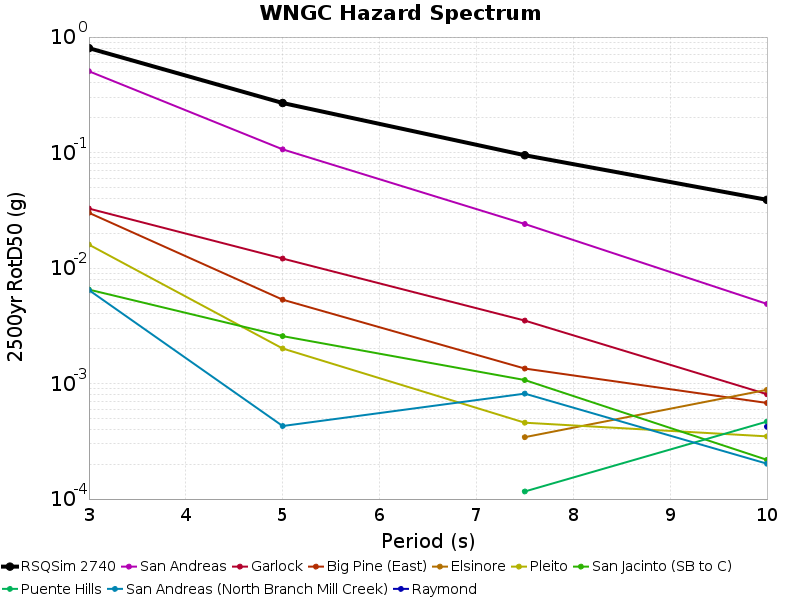 WNGC Hazard Spectrum
2500yr RotD50 (g)
10^0
10^-1
10^-2
10^-3
10^-4
3 4 5 6 7 8 9 10
Period (s)
RSQSim 2740 San Andreas Garlock Big Pine (East) Elsinore Pleito San Jacinto (SB to C)
Puente Hills San Andreas (North Branch Mill Creek) Raymond